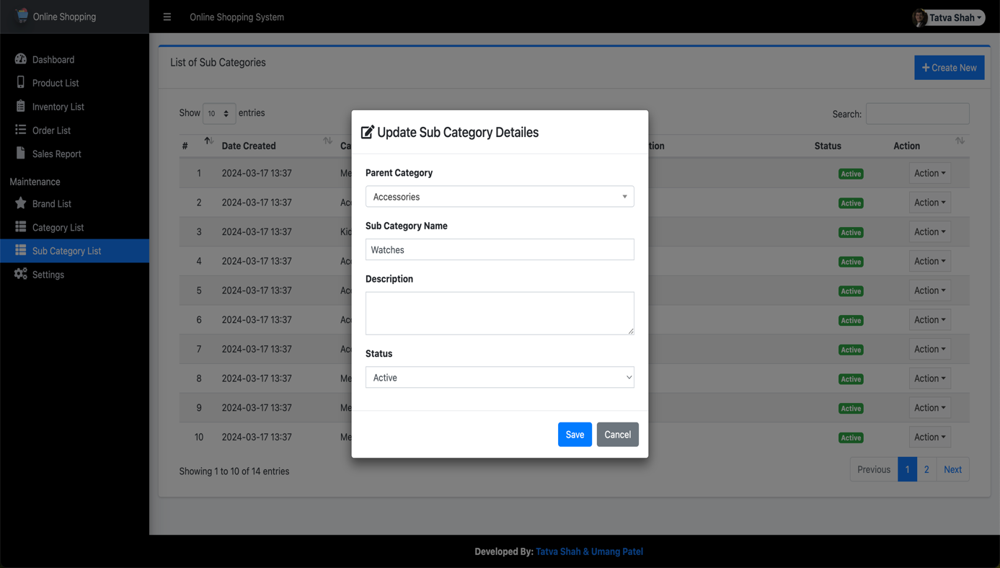 Online Shopping
Online Shopping System
Tatva Shah
Dashboard
Product List
Inventory List
Order List
Sales Report
Maintenance
Brand List
Category List
Sub Category List
Settings
List of Sub Categories
Create New
Show 10 entries
Search:
# Date Created Ca tion Status Action
1 2024-03-17 13:37 Me Active Action
2 2024-03-17 13:37 Acc Active Action
3 2024-03-17 13:37 Kid Active Action
4 2024-03-17 13:37 Acc Active Action
5 2024-03-17 13:37 Acc Active Action
6 2024-03-17 13:37 Acc Active Action
7 2024-03-17 13:37 Acc Active Action
8 2024-03-17 13:37 Me Active Action
9 2024-03-17 13:37 Me Active Action
10 2024-03-17 13:37 Me Active Action
Showing 1 to 10 of 14 entries
Previous 1 2 Next
Update Sub Category Detailes
Parent Category
Accessories
Sub Category Name
Watches
Description
Status
Active
Save Cancel
Developed By: Tatva Shah & Umang Patel